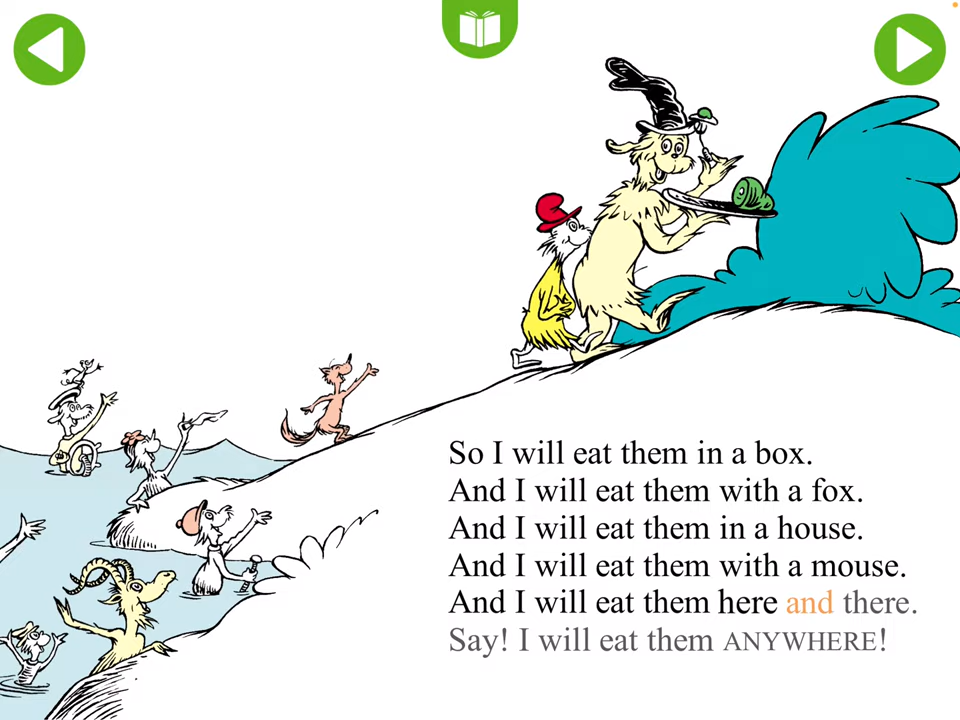 So I will eat them in a box.
And I will eat them with a fox.
And I will eat them in a house.
And I will eat them with a mouse.
And I will eat them here and there.
Say! I will eat them ANYWHERE!